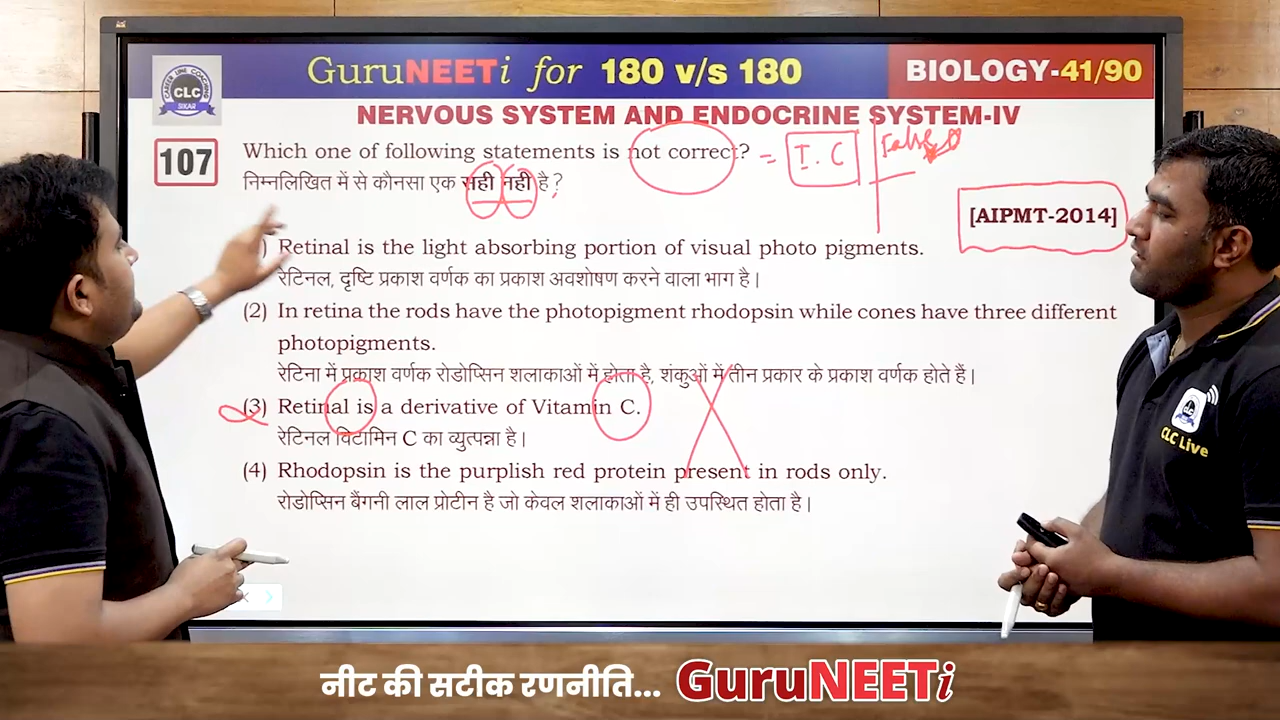 GuruNEETi for 180 v/s 180
BIOLOGY-41/90
CLC
SIKAR
NERVOUS SYSTEM AND ENDOCRINE SYSTEM-IV
107
Which one of following statements is not correct?
= I. C
False
निम्नलिखित में से कौनसा एक सही नही है ?
[AIPMT-2014]
) Retinal is the light absorbing portion of visual photo pigments.
रेटिनल, दृष्टि प्रकाश वर्णक का प्रकाश अवशोषण करने वाला भाग है।
(2) In retina the rods have the photopigment rhodopsin while cones have three different
photopigments.
रेटिना में प्रकाश वर्णक रोडोप्सिन शलाकाओं में होता है, शंकुओं में तीन प्रकार के प्रकाश वर्णक होते हैं।
(3) Retinal is a derivative of Vitamin C.
रेटिनल विटामिन C का व्युत्पन्ना है।
(4) Rhodopsin is the purplish red protein present in rods only.
रोडोप्सिन बैंगनी लाल प्रोटीन है जो केवल शलाकाओं में ही उपस्थित होता है।
CLC Live
नीट की सटीक रणनीति... GuruNEETi